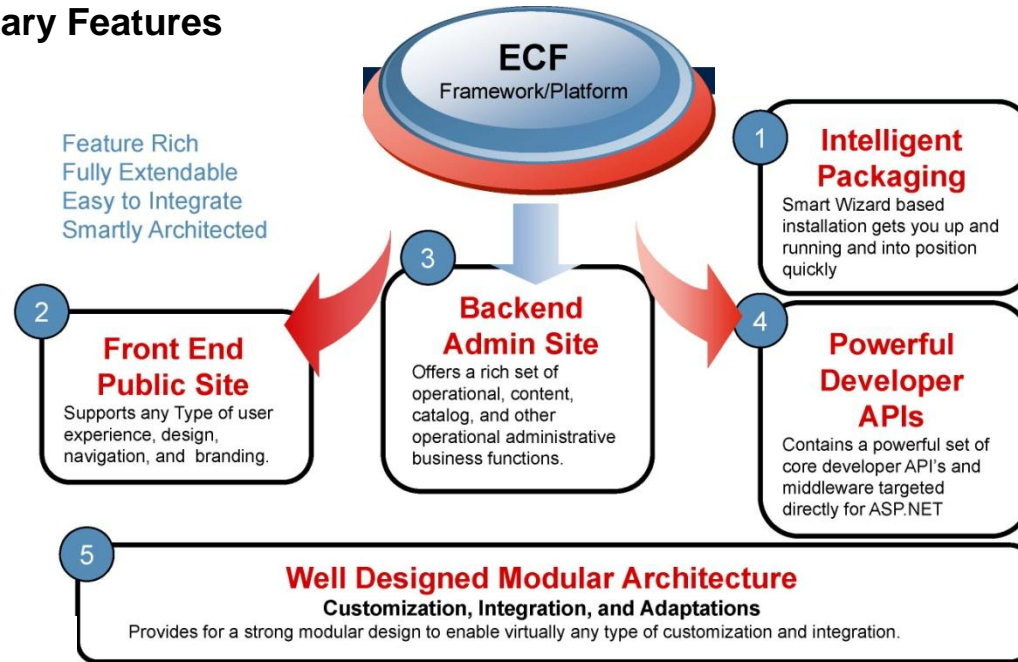 ary Features
ECF
Framework/Platform
Feature Rich
Fully Extendable
Easy to Integrate
Smartly Architected
1
Intelligent
Packaging
Smart Wizard based
installation gets you up and
running and into position
quickly
2
Front End
Public Site
Supports any Type of user
experience, design,
navigation, and branding.
3
Backend
Admin Site
Offers a rich set of
operational, content,
catalog, and other
operational administrative
business functions.
4
Powerful
Developer
APIs
Contains a powerful set of
core developer API's and
middleware targeted
directly for ASP.NET
5
Well Designed Modular Architecture
Customization, Integration, and Adaptations
Provides for a strong modular design to enable virtually any type of customization and integration.